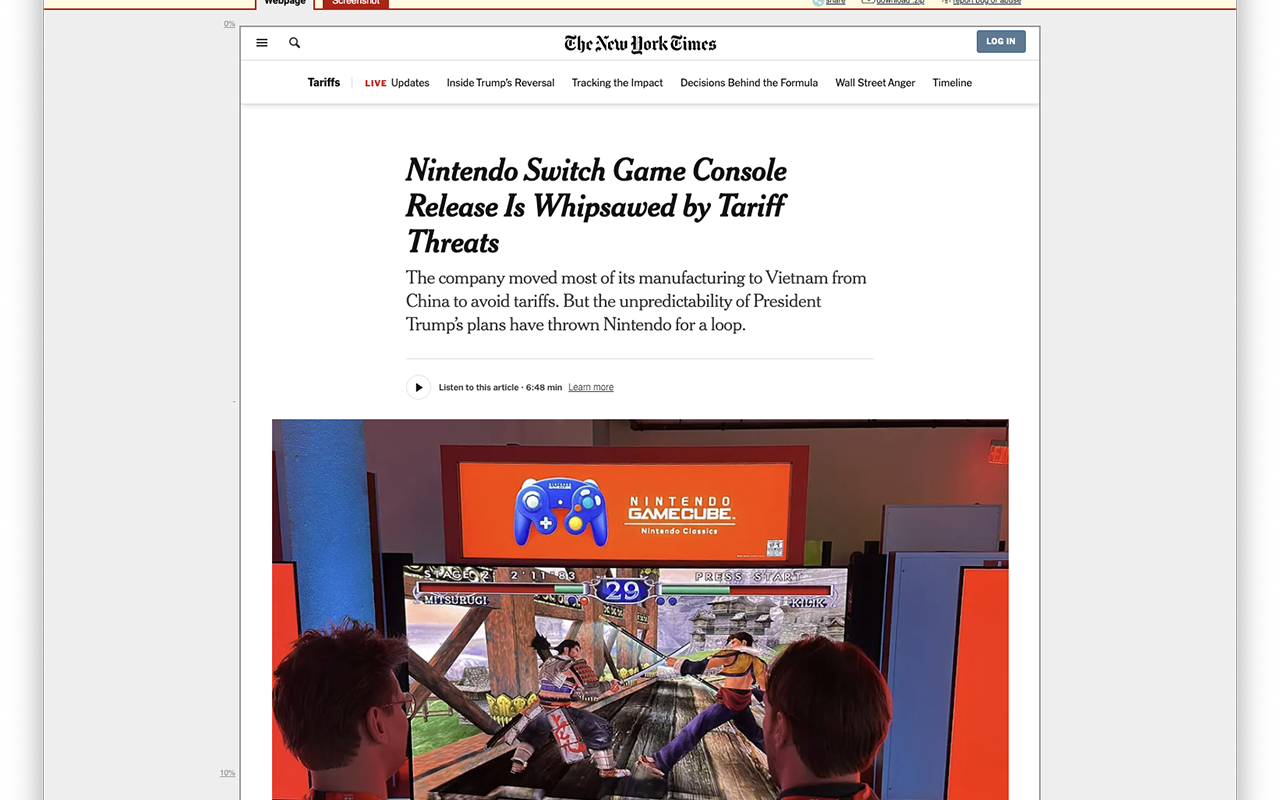 Webpage
Screenshot
share
download .zip
report bug or abuse
0%
The New York Times
LOG IN
Tariffs
LIVE Updates
Inside Trump's Reversal
Tracking the Impact
Decisions Behind the Formula
Wall Street Anger
Timeline
Nintendo Switch Game Console
Release Is Whipsawed by Tariff
Threats
The company moved most of its manufacturing to Vietnam from
China to avoid tariffs. But the unpredictability of President
Trump's plans have thrown Nintendo for a loop.
Listen to this article · 6:48 min Learn more
NINTENDO
GAMECUBE™
Nintendo Classics
STAGE 2 2'11"83
29
PRESS START
MITSURUGI
KILIK
10%